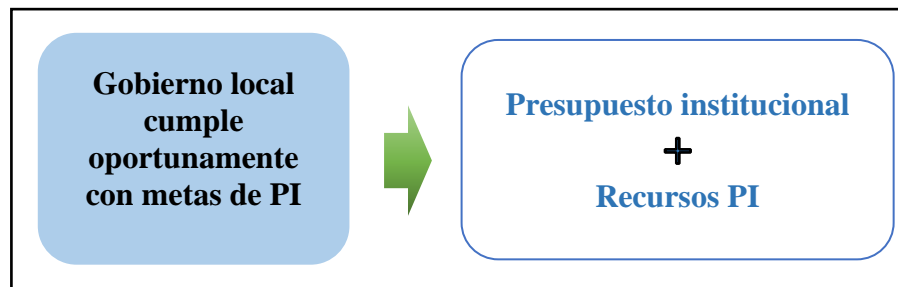 Gobierno local
cumple
oportunamente
con metas de PI
Presupuesto institucional
+
Recursos PI